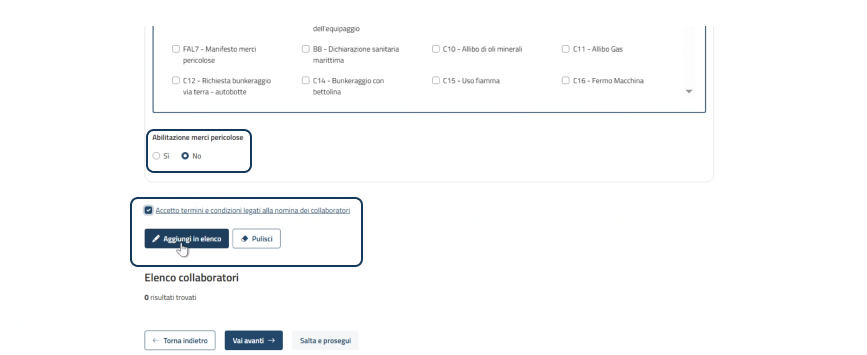 dell'equipaggio
FAL7 - Manifesto merci pericolose
B8 - Dichiarazione sanitaria marittima
C10 - Allibo di oli minerali
C11 - Allibo Gas
C12 - Richiesta bunkeraggio via terra - autobotte
C14 - Bunkeraggio con bettolina
C15 - Uso fiamma
C16 - Fermo Macchina
Abilitazione merci pericolose
Sì No
Accetto termini e condizioni legati alla nomina dei collaboratori
Aggiungi in elenco Pulisci
Elenco collaboratori
0 risultati trovati
← Torna indietro Vai avanti → Salta e prosegui